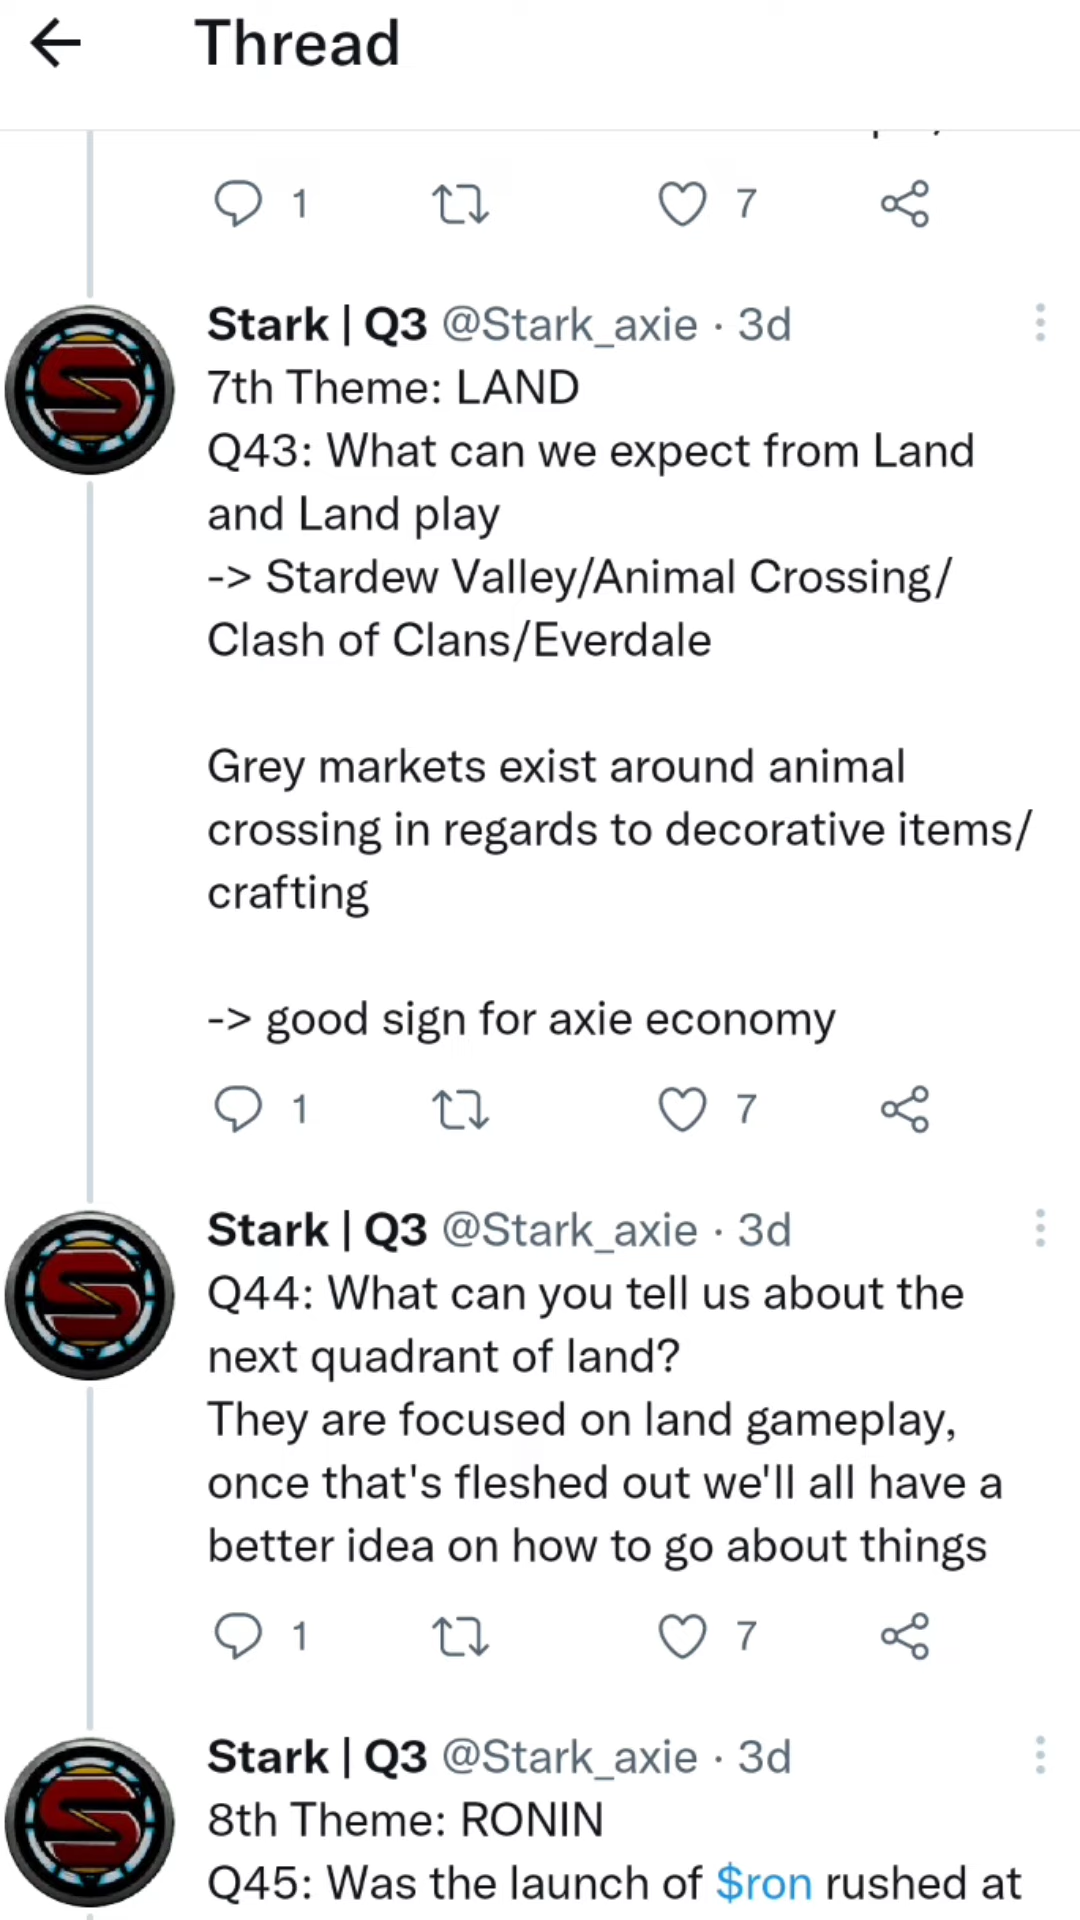 Thread
1 7
Stark | Q3 @Stark_axie · 3d
7th Theme: LAND
Q43: What can we expect from Land
and Land play
-> Stardew Valley/Animal Crossing/
Clash of Clans/Everdale
Grey markets exist around animal
crossing in regards to decorative items/
crafting
-> good sign for axie economy
1 7
Stark | Q3 @Stark_axie · 3d
Q44: What can you tell us about the
next quadrant of land?
They are focused on land gameplay,
once that's fleshed out we'll all have a
better idea on how to go about things
1 7
Stark | Q3 @Stark_axie · 3d
8th Theme: RONIN
Q45: Was the launch of $ron rushed at